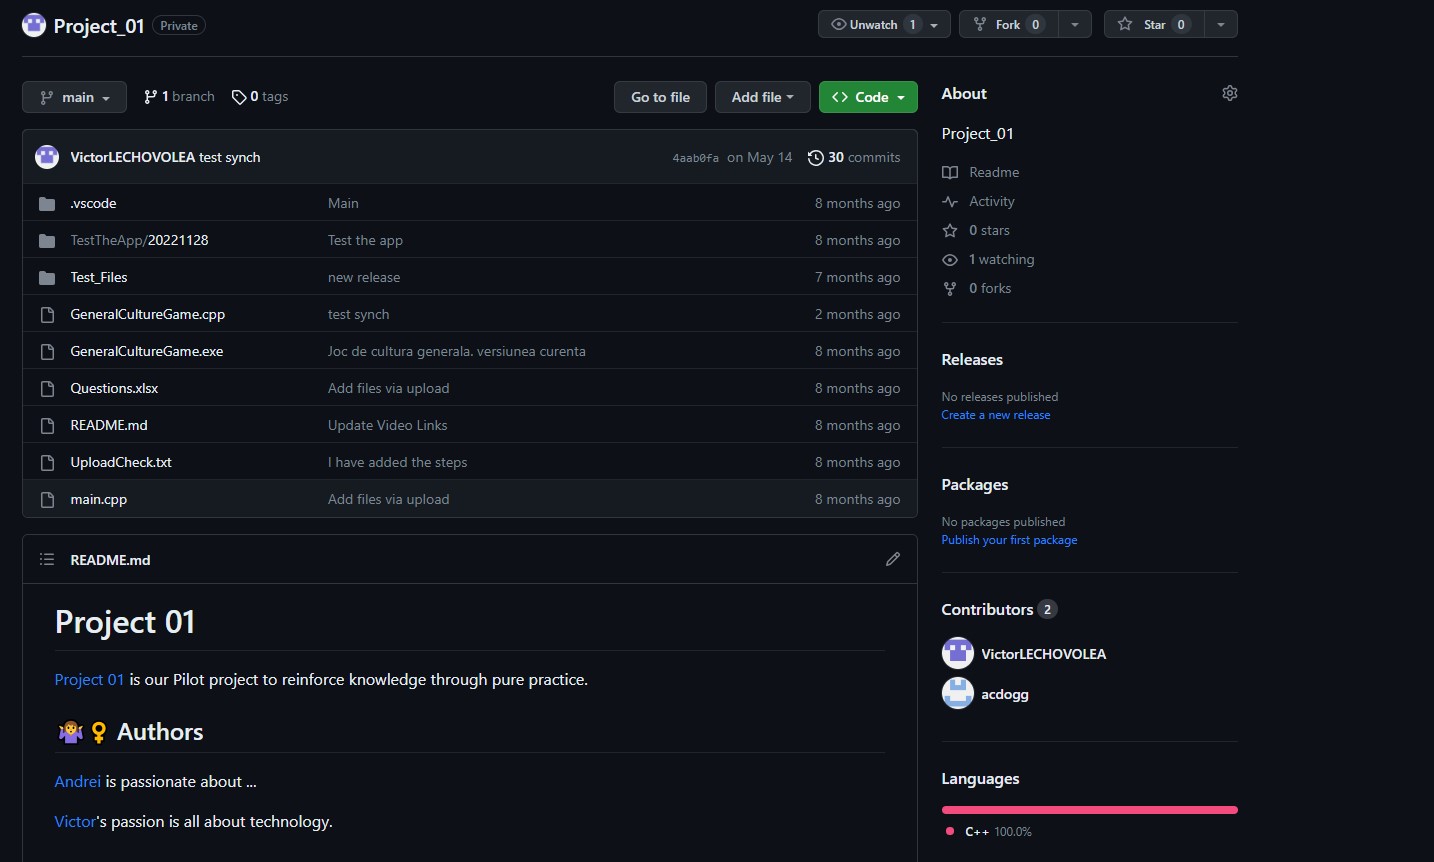 Project_01 Private Unwatch 1 Fork 0 Star 0
main 1 branch 0 tags Go to file Add file Code
VictorLECHOVOLEA test synch 4aab0fa on May 14 30 commits
.vscode Main 8 months ago
TestTheApp/20221128 Test the app 8 months ago
Test_Files new release 7 months ago
GeneralCultureGame.cpp test synch 2 months ago
GeneralCultureGame.exe Joc de cultura generala. versiunea curenta 8 months ago
Questions.xlsx Add files via upload 8 months ago
README.md Update Video Links 8 months ago
UploadCheck.txt I have added the steps 8 months ago
main.cpp Add files via upload 8 months ago
README.md
Project 01
Project 01 is our Pilot project to reinforce knowledge through pure practice.
Authors
Andrei is passionate about ...
Victor's passion is all about technology.
About
Project_01
Readme
Activity
0 stars
1 watching
0 forks
Releases
No releases published
Create a new release
Packages
No packages published
Publish your first package
Contributors 2
VictorLECHOVOLEA
acdogg
Languages
C++ 100.0%